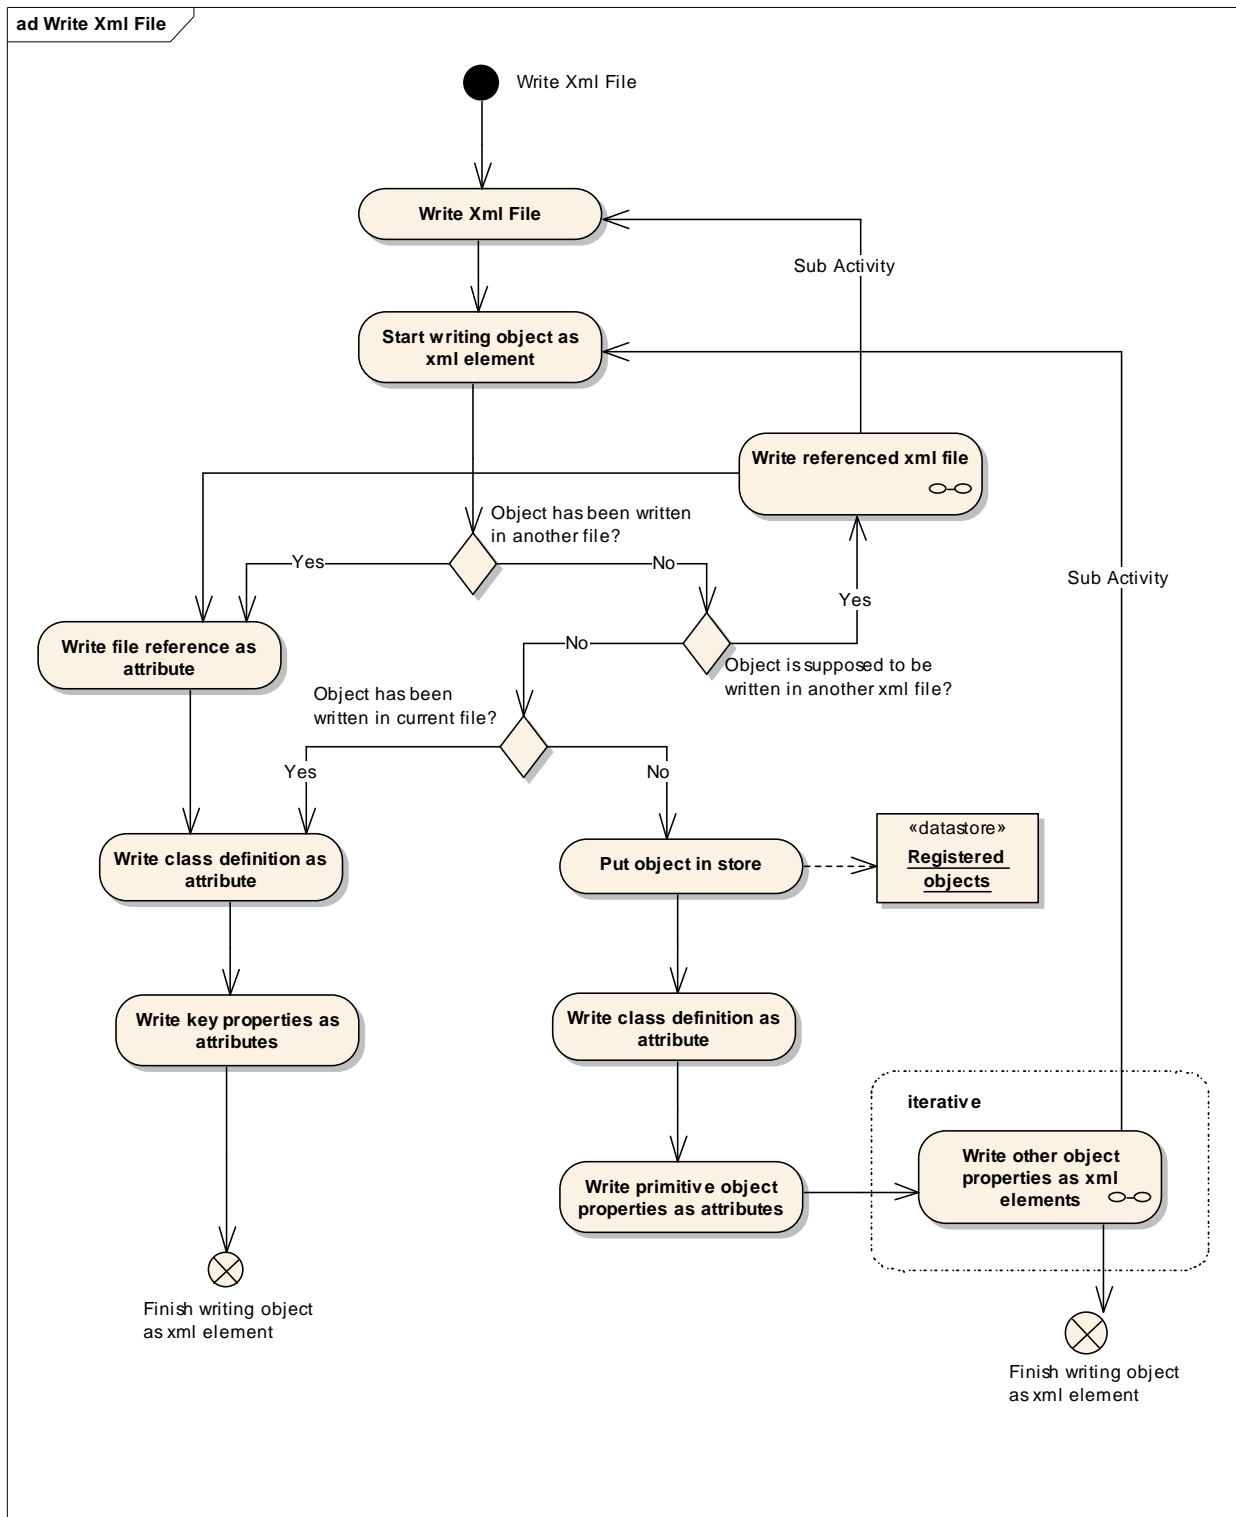 ad Write Xml File
Write Xml File
Write Xml File
Sub Activity
Start writing object as
xml element
Write referenced xml file
Object has been written
in another file?
Yes
No
Sub Activity
Yes
Write file reference as
attribute
No
Object is supposed to be
written in another xml file?
Object has been
written in current file?
Yes
No
«datastore»
Registered
objects
Write class definition as
attribute
Put object in store
Write key properties as
attributes
Write class definition as
attribute
iterative
Write other object
properties as xml
elements
Write primitive object
properties as attributes
Finish writing object
as xml element
Finish writing object
as xml element